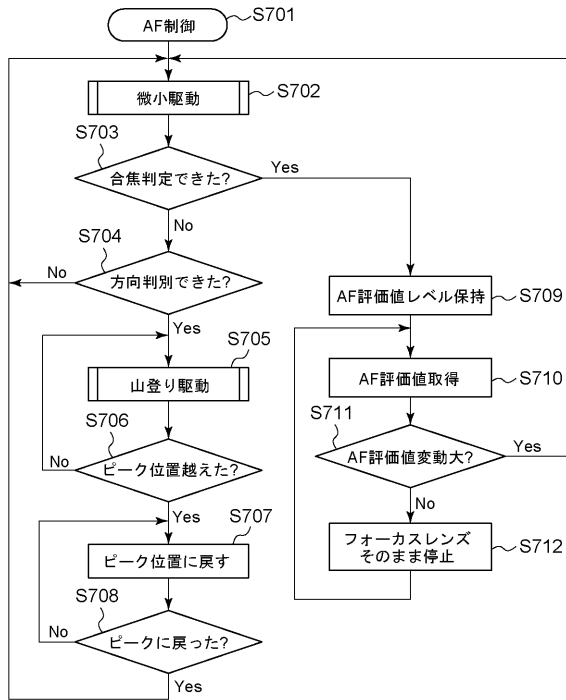 AF制御
S701
微小駆動
S702
S703
合焦判定できた?
Yes
No
S704
方向判別できた?
No
Yes
S705
山登り駆動
S706
ピーク位置越えた?
No
Yes
S707
ピーク位置に戻す
S708
ピークに戻った?
No
Yes
AF評価値レベル保持
S709
AF評価値取得
S710
S711
AF評価値変動大?
Yes
No
フォーカスレンズ
そのまま停止
S712